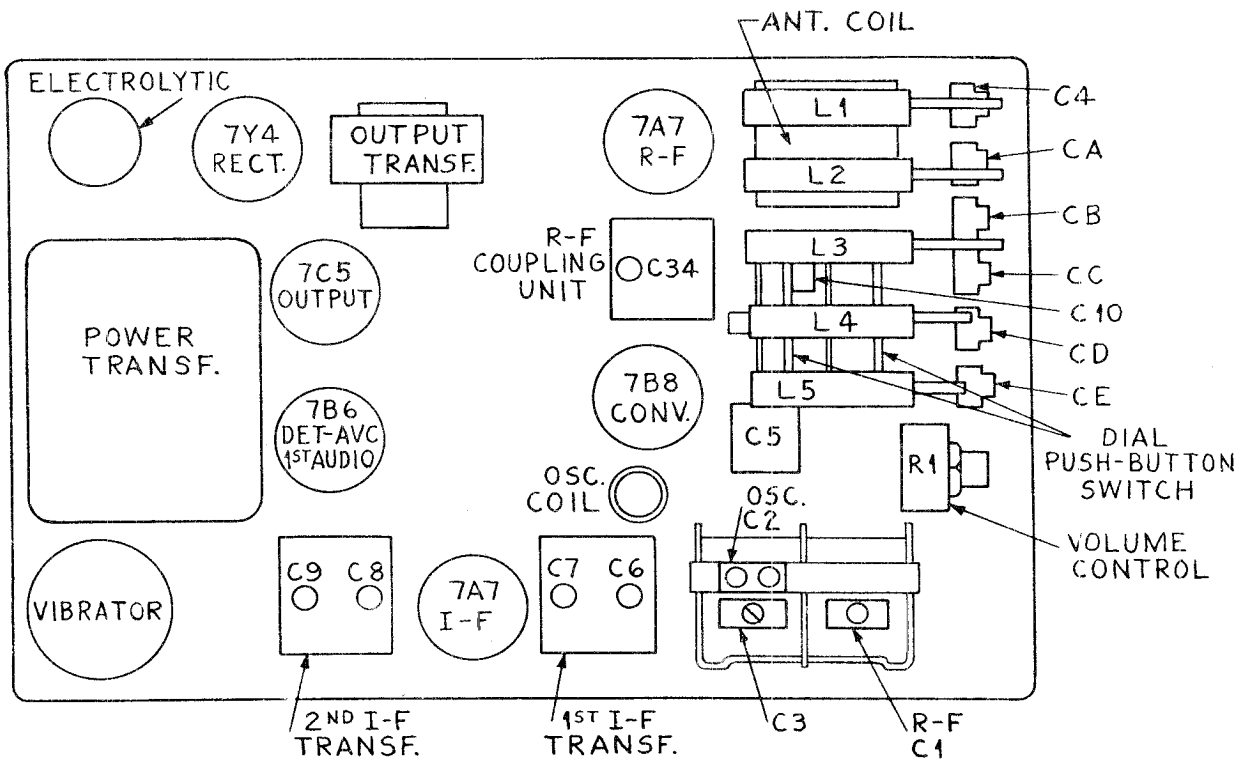 ANT. COIL
ELECTROLYTIC
7Y4
RECT.
OUTPUT
TRANSF.
7A7
R-F
L1
C4
L2
CA
CB
R-F
COUPLING
UNIT
C34
L3
CC
C10
7C5
OUTPUT
POWER
TRANSF.
L4
CD
7B8
CONV.
L5
CE
7B6
DET-AVC
1ST AUDIO
C5
DIAL
PUSH-BUTTON
SWITCH
R1
OSC.
COIL
OSC.
C2
VOLUME
CONTROL
VIBRATOR
C9 C8
7A7
I-F
C7 C6
2ND I-F
TRANSF.
1ST I-F
TRANSF.
C3
R-F
C1